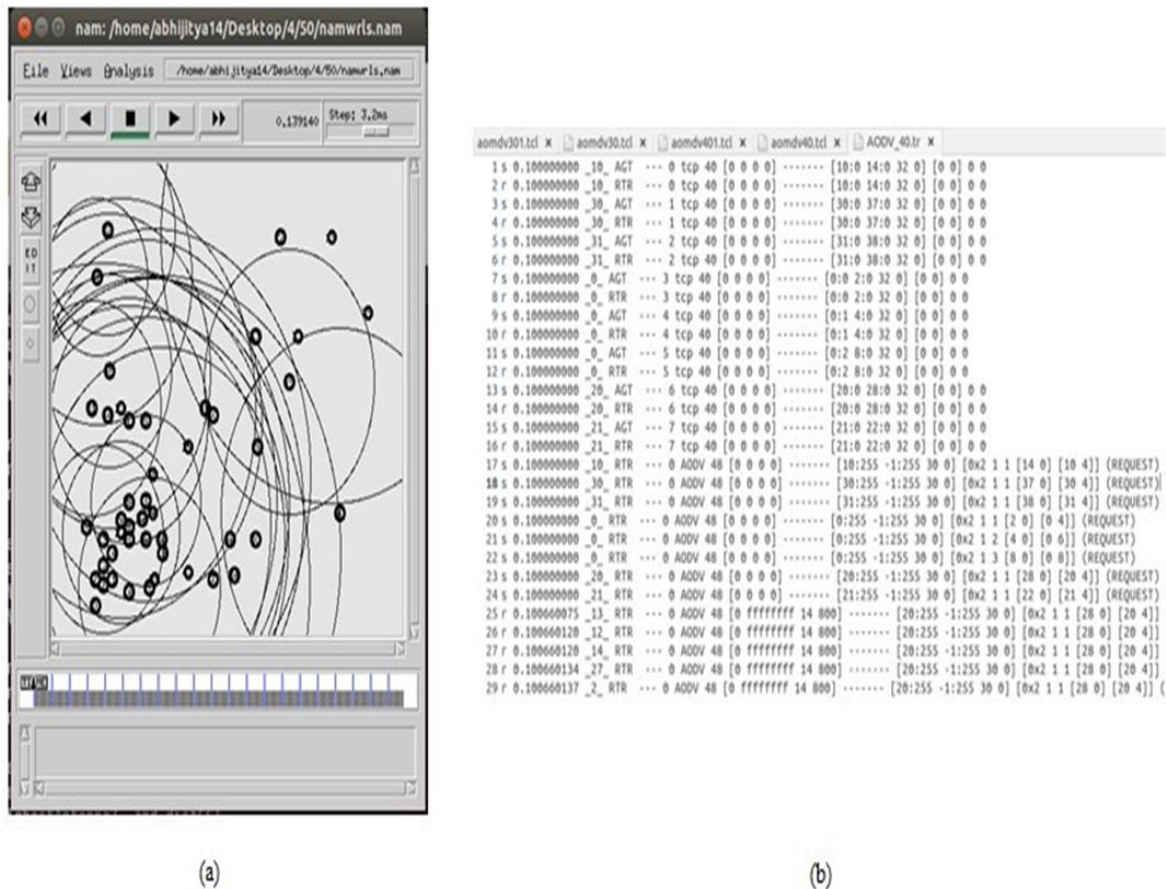 nam: /home/abhijitya14/Desktop/4/50/namwrls.nam
File Views Analysis /home/abhijitya14/Desktop/4/50/namwrls.nam
0.139140 Step: 3.2ms
ED
IT
TIME
aomdv301.tcl × aomdv30.tcl × aomdv401.tcl × aomdv40.tcl × AODV_40.tr ×
1 s 0.100000000 _10_ AGT --- 0 tcp 40 [0 0 0 0] ------- [10:0 14:0 32 0] [0 0] 0 0
2 r 0.100000000 _10_ RTR --- 0 tcp 40 [0 0 0 0] ------- [10:0 14:0 32 0] [0 0] 0 0
3 s 0.100000000 _30_ AGT --- 1 tcp 40 [0 0 0 0] ------- [30:0 37:0 32 0] [0 0] 0 0
4 r 0.100000000 _30_ RTR --- 1 tcp 40 [0 0 0 0] ------- [30:0 37:0 32 0] [0 0] 0 0
5 s 0.100000000 _31_ AGT --- 2 tcp 40 [0 0 0 0] ------- [31:0 38:0 32 0] [0 0] 0 0
6 r 0.100000000 _31_ RTR --- 2 tcp 40 [0 0 0 0] ------- [31:0 38:0 32 0] [0 0] 0 0
7 s 0.100000000 _0_ AGT --- 3 tcp 40 [0 0 0 0] ------- [0:0 2:0 32 0] [0 0] 0 0
8 r 0.100000000 _0_ RTR --- 3 tcp 40 [0 0 0 0] ------- [0:0 2:0 32 0] [0 0] 0 0
9 s 0.100000000 _0_ AGT --- 4 tcp 40 [0 0 0 0] ------- [0:1 4:0 32 0] [0 0] 0 0
10 r 0.100000000 _0_ RTR --- 4 tcp 40 [0 0 0 0] ------- [0:1 4:0 32 0] [0 0] 0 0
11 s 0.100000000 _0_ AGT --- 5 tcp 40 [0 0 0 0] ------- [0:2 8:0 32 0] [0 0] 0 0
12 r 0.100000000 _0_ RTR --- 5 tcp 40 [0 0 0 0] ------- [0:2 8:0 32 0] [0 0] 0 0
13 s 0.100000000 _20_ AGT --- 6 tcp 40 [0 0 0 0] ------- [20:0 28:0 32 0] [0 0] 0 0
14 r 0.100000000 _20_ RTR --- 6 tcp 40 [0 0 0 0] ------- [20:0 28:0 32 0] [0 0] 0 0
15 s 0.100000000 _21_ AGT --- 7 tcp 40 [0 0 0 0] ------- [21:0 22:0 32 0] [0 0] 0 0
16 r 0.100000000 _21_ RTR --- 7 tcp 40 [0 0 0 0] ------- [21:0 22:0 32 0] [0 0] 0 0
17 s 0.100000000 _10_ RTR --- 0 AODV 48 [0 0 0 0] ------- [10:255 -1:255 30 0] [0x2 1 1 [14 0] [10 4]] (REQUEST)
18 s 0.100000000 _30_ RTR --- 0 AODV 48 [0 0 0 0] ------- [30:255 -1:255 30 0] [0x2 1 1 [37 0] [30 4]] (REQUEST)
19 s 0.100000000 _31_ RTR --- 0 AODV 48 [0 0 0 0] ------- [31:255 -1:255 30 0] [0x2 1 1 [38 0] [31 4]] (REQUEST)
20 s 0.100000000 _0_ RTR --- 0 AODV 48 [0 0 0 0] ------- [0:255 -1:255 30 0] [0x2 1 1 [2 0] [0 4]] (REQUEST)
21 s 0.100000000 _0_ RTR --- 0 AODV 48 [0 0 0 0] ------- [0:255 -1:255 30 0] [0x2 1 2 [4 0] [0 6]] (REQUEST)
22 s 0.100000000 _0_ RTR --- 0 AODV 48 [0 0 0 0] ------- [0:255 -1:255 30 0] [0x2 1 3 [8 0] [0 8]] (REQUEST)
23 s 0.100000000 _20_ RTR --- 0 AODV 48 [0 0 0 0] ------- [20:255 -1:255 30 0] [0x2 1 1 [28 0] [20 4]] (REQUEST)
24 s 0.100000000 _21_ RTR --- 0 AODV 48 [0 0 0 0] ------- [21:255 -1:255 30 0] [0x2 1 1 [22 0] [21 4]] (REQUEST)
25 r 0.100660075 _13_ RTR --- 0 AODV 48 [0 ffffffff 14 800] ------- [20:255 -1:255 30 0] [0x2 1 1 [28 0] [20 4]]
26 r 0.100660120 _12_ RTR --- 0 AODV 48 [0 ffffffff 14 800] ------- [20:255 -1:255 30 0] [0x2 1 1 [28 0] [20 4]]
27 r 0.100660120 _14_ RTR --- 0 AODV 48 [0 ffffffff 14 800] ------- [20:255 -1:255 30 0] [0x2 1 1 [28 0] [20 4]]
28 r 0.100660134 _27_ RTR --- 0 AODV 48 [0 ffffffff 14 800] ------- [20:255 -1:255 30 0] [0x2 1 1 [28 0] [20 4]]
29 r 0.100660137 _2_ RTR --- 0 AODV 48 [0 ffffffff 14 800] ------- [20:255 -1:255 30 0] [0x2 1 1 [28 0] [20 4]] (
(a)
(b)